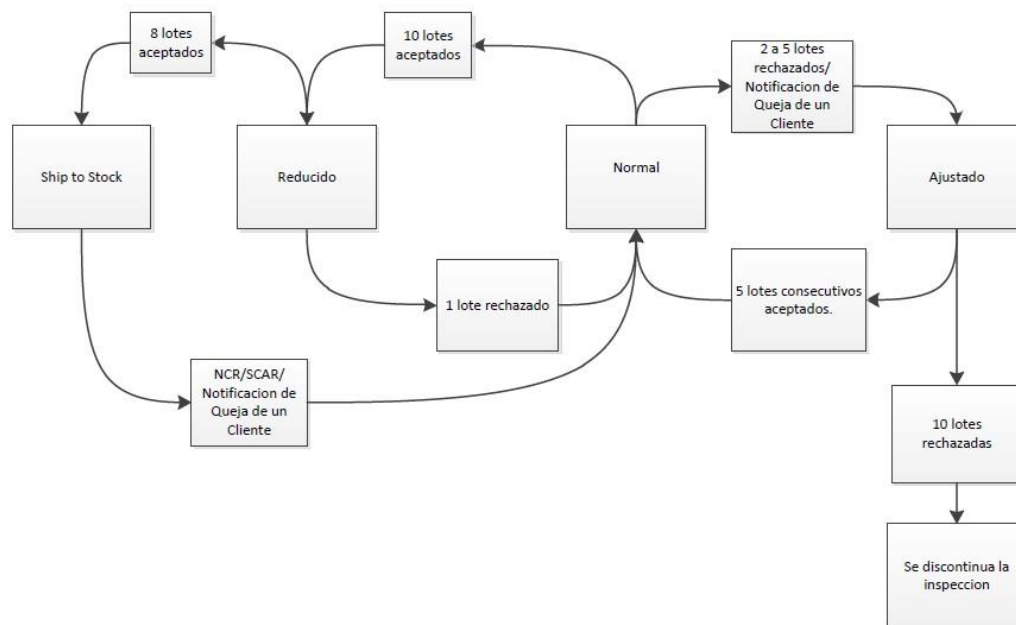 8 lotes
aceptados
10 lotes
aceptados
2 a 5 lotes
rechazados/
Notificacion de
Queja de un
Cliente
Ship to Stock
Reducido
Normal
Ajustado
1 lote rechazado
5 lotes consecutivos
aceptados.
NCR/SCAR/
Notificacion de
Queja de un
Cliente
10 lotes
rechazadas
Se discontinua la
inspeccion